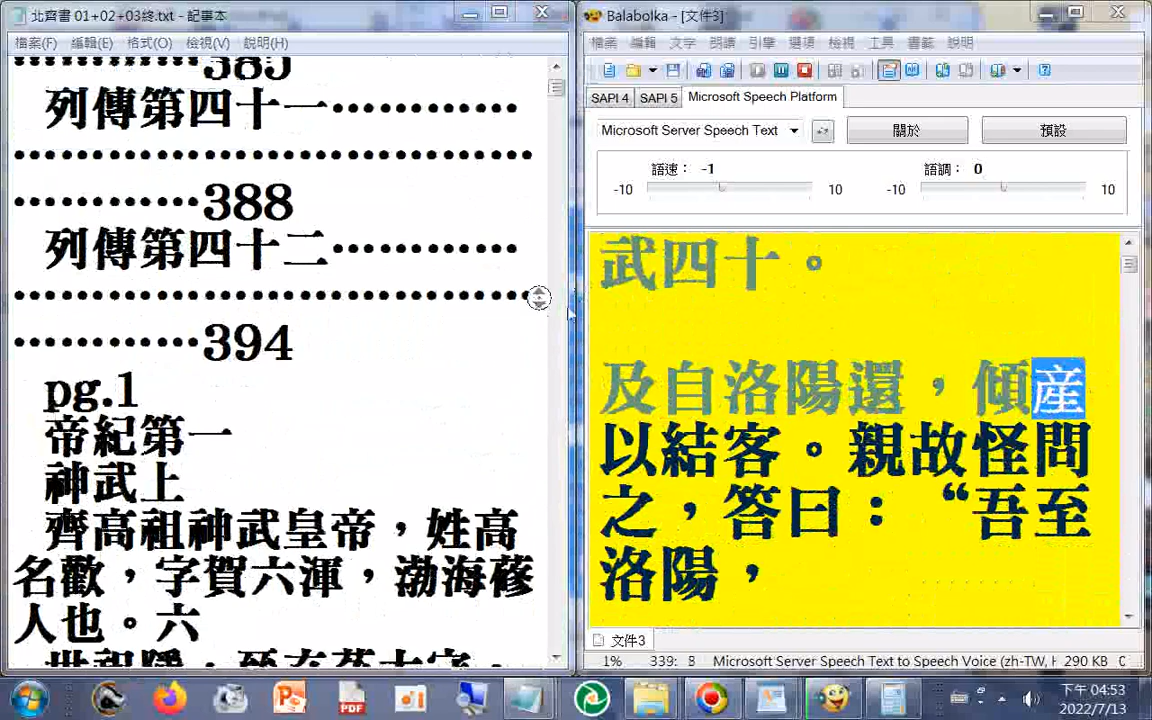 北齊書 01+02+03終.txt - 記事本
檔案(F) 編輯(E) 格式(O) 檢視(V) 說明(H)
…………385
列傳第四十一…………
……………………………
…………388
列傳第四十二…………
……………………………
…………394
pg.1
帝紀第一
神武上
齊高祖神武皇帝，姓高
名歡，字賀六渾，渤海蓨
人也。六
世祖隱，
Balabolka - [文件3]
檔案 編輯 文字 朗讀 引擎 選項 檢視 工具 書籤 說明
SAPI 4 SAPI 5 Microsoft Speech Platform
Microsoft Server Speech Text 關於 預設
語速： -1 語調： 0
-10 10 -10 10
武四十。
及自洛陽還，傾産
以結客。親故怪問
之，答曰：“吾至
洛陽，
文件3
1% 339: 8 Microsoft Server Speech Text to Speech Voice (zh-TW, H 290 KB
PDF
下午 04:53
2022/7/13